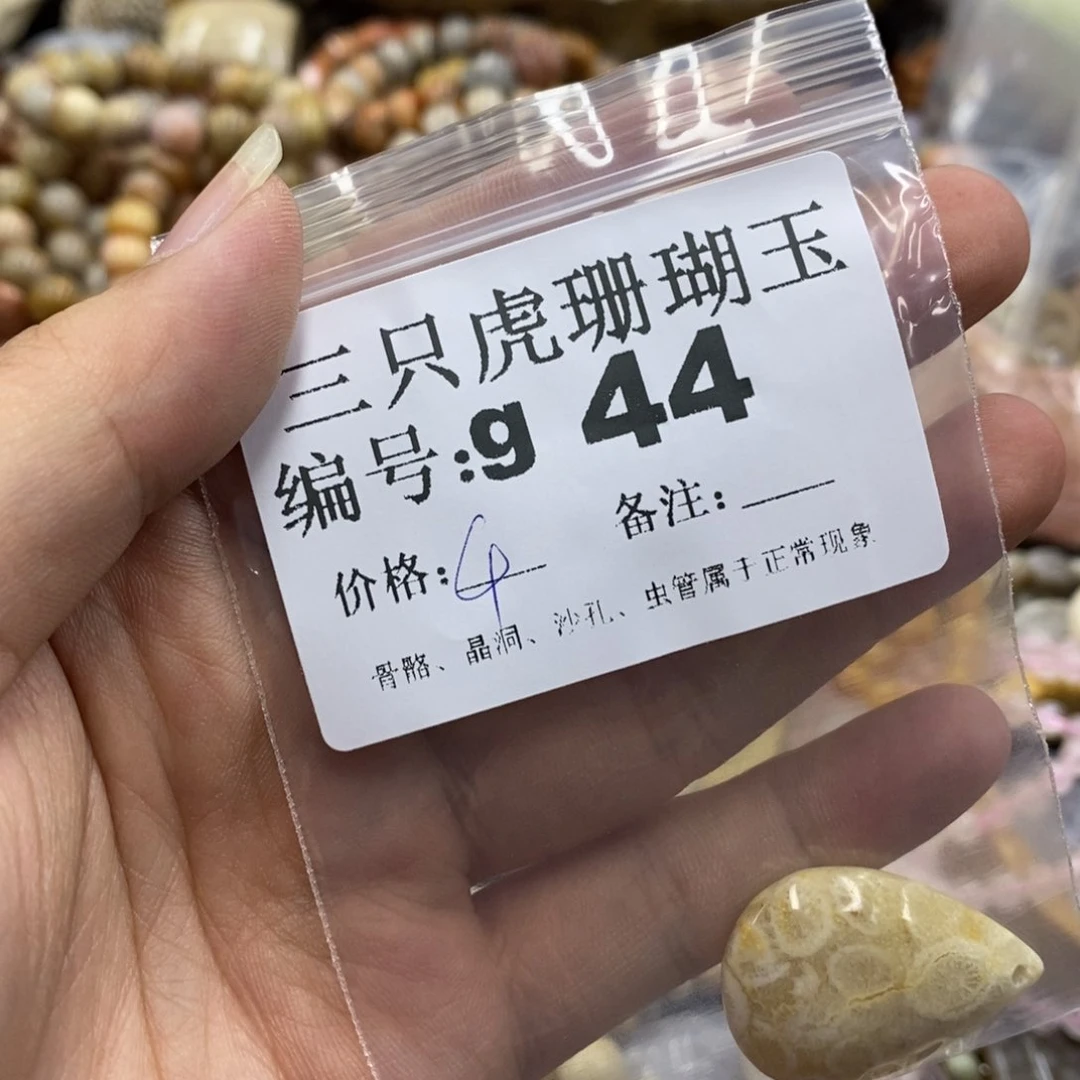 三只虎珊瑚玉
编号:g 44
价格:4 备注:
骨骼、晶洞、沙孔、虫管属于正常现象